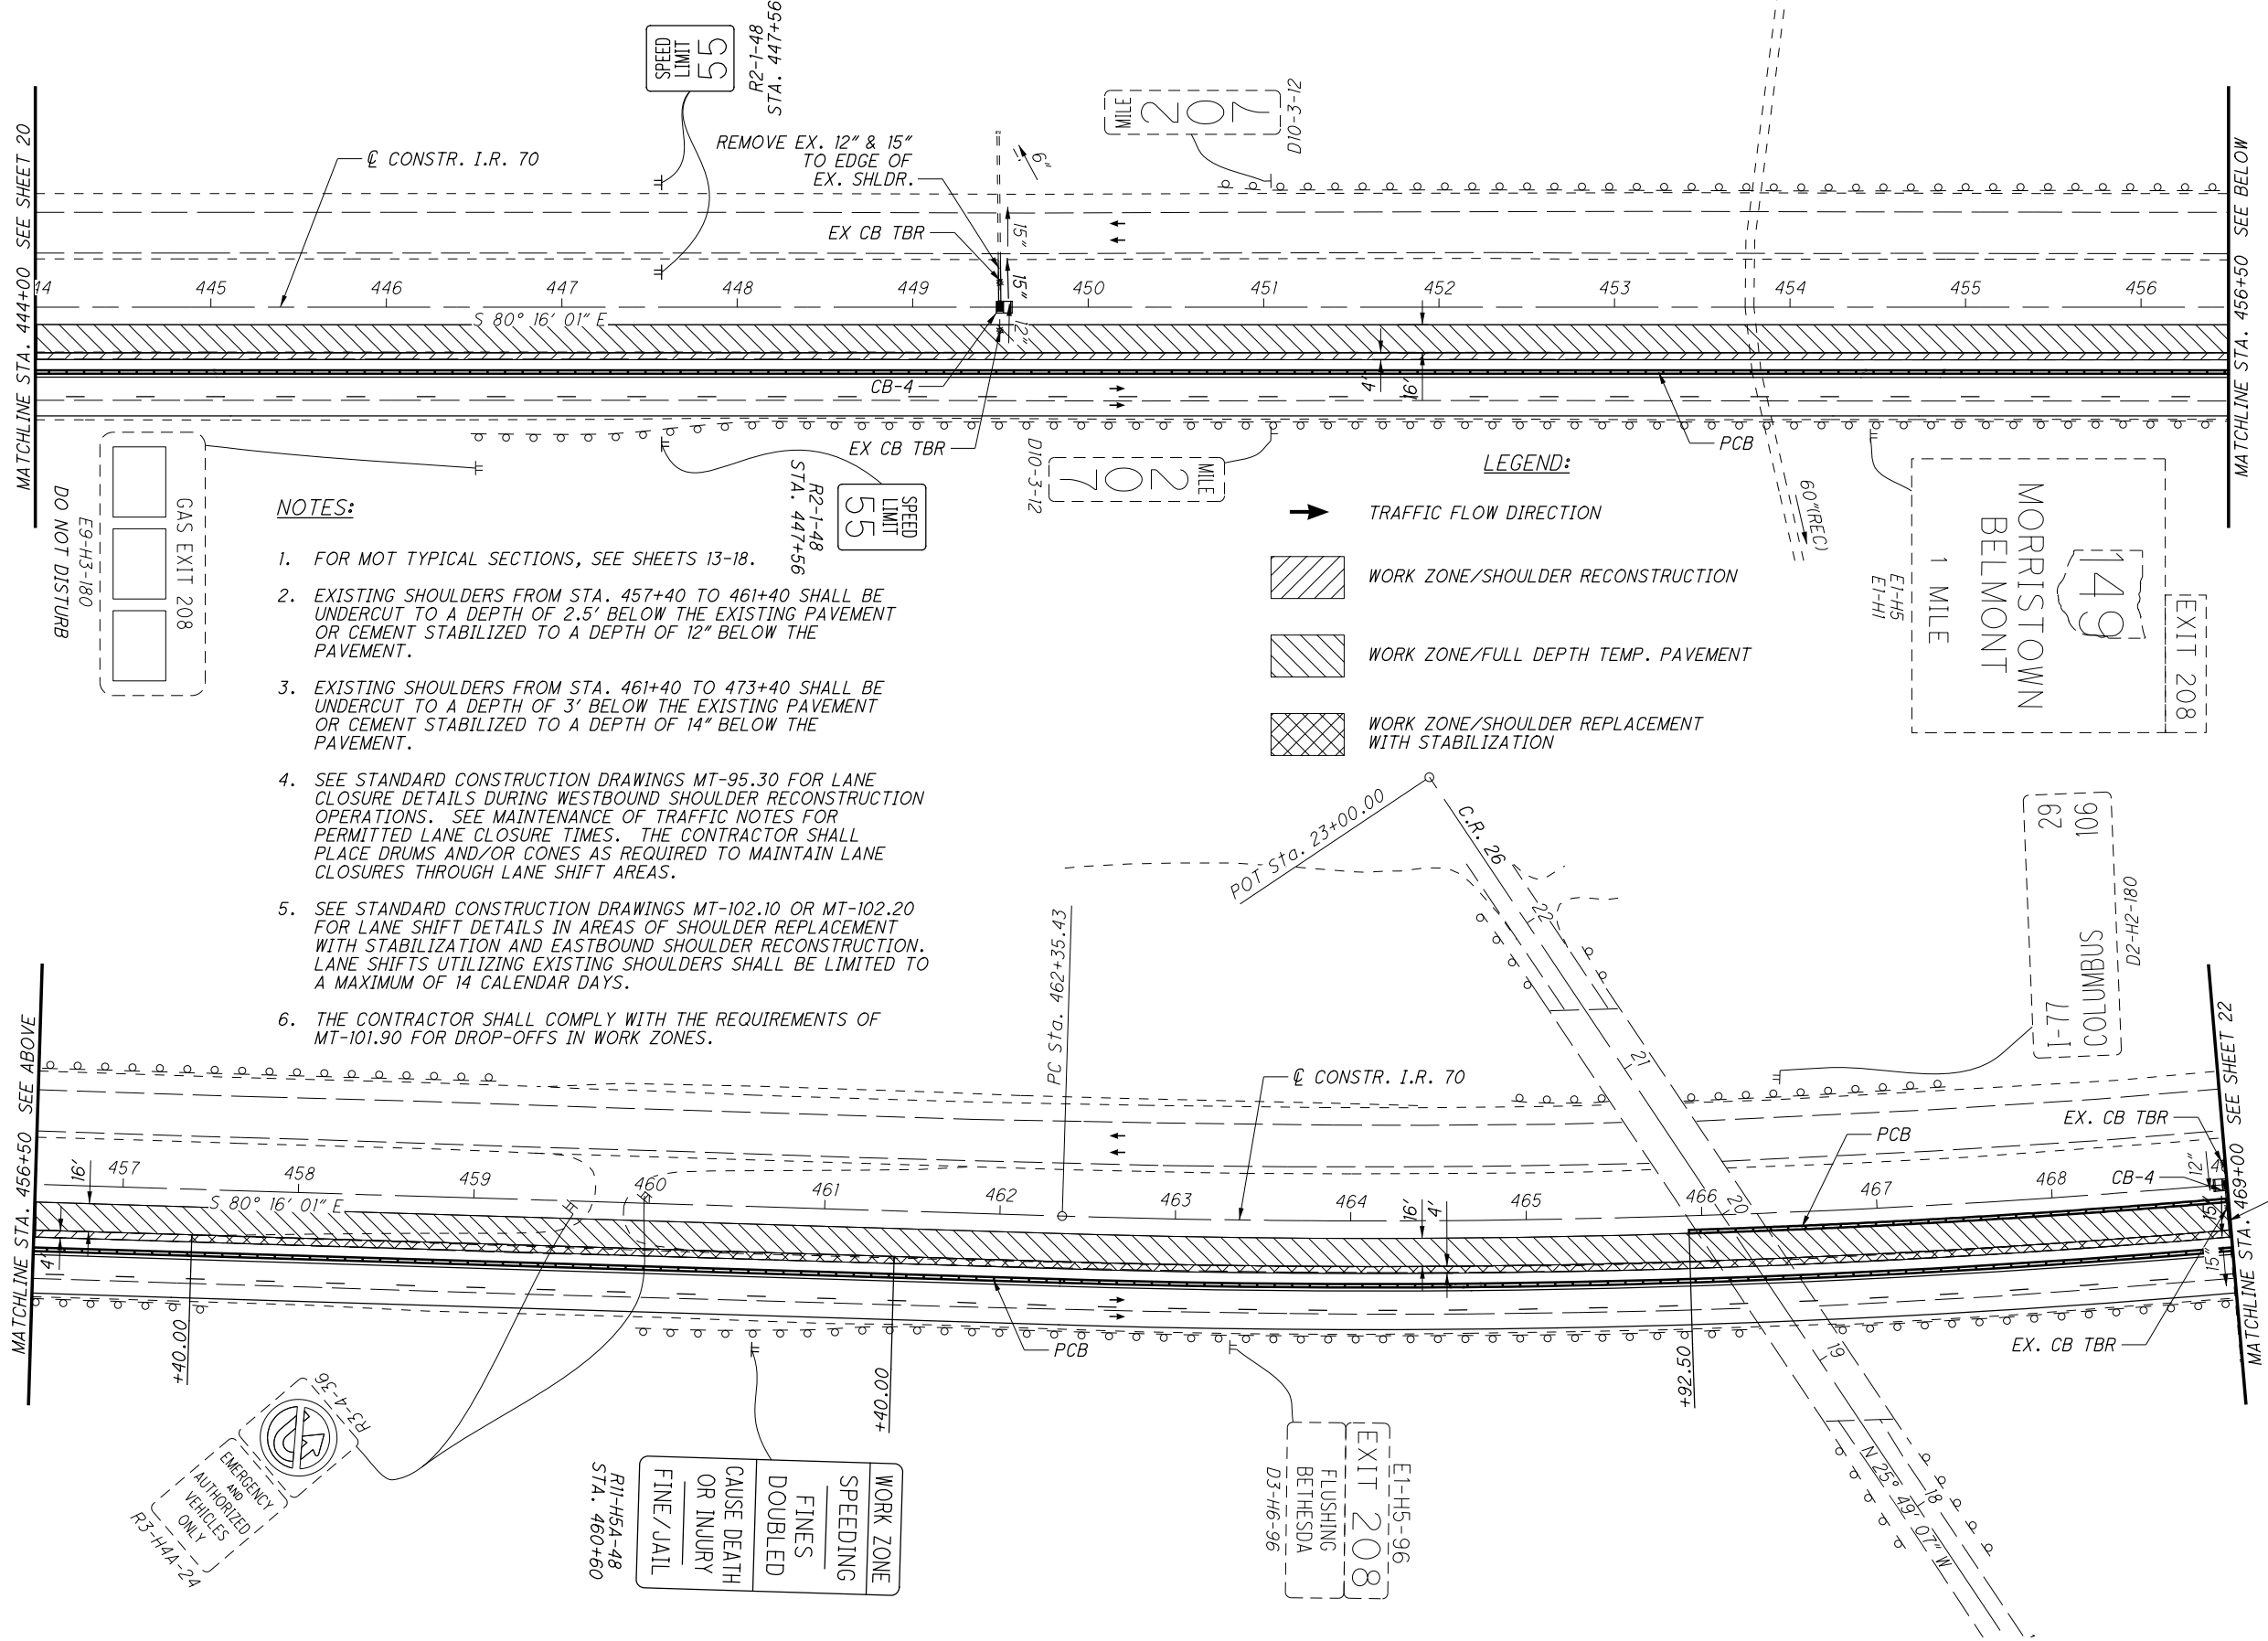 SPEED
LIMIT
55
R2-1-48
STA. 447+56
MATCHLINE STA. 444+00 SEE SHEET 20
℄ CONSTR. I.R. 70
REMOVE EX. 12" & 15"
TO EDGE OF
EX. SHLDR.
6"
MILE
207
D10-3-12
MATCHLINE STA. 456+50 SEE BELOW
EX CB TBR
15"
15"
12"
44 445 446 447 448 449 450 451 452 453 454 455 456
S 80° 16' 01" E
CB-4
4'
16'
EX CB TBR
PCB
GAS EXIT 208
E9-H3-180
DO NOT DISTURB
SPEED
LIMIT
55
R2-1-48
STA. 447+56
MILE
207
D10-3-12
60"(REC)
EXIT 208
149
MORRISTOWN
BELMONT
1 MILE
E1-H5
E1-H1
LEGEND:
TRAFFIC FLOW DIRECTION
WORK ZONE/SHOULDER RECONSTRUCTION
WORK ZONE/FULL DEPTH TEMP. PAVEMENT
WORK ZONE/SHOULDER REPLACEMENT
WITH STABILIZATION
NOTES:
1. FOR MOT TYPICAL SECTIONS, SEE SHEETS 13-18.
2. EXISTING SHOULDERS FROM STA. 457+40 TO 461+40 SHALL BE
UNDERCUT TO A DEPTH OF 2.5' BELOW THE EXISTING PAVEMENT
OR CEMENT STABILIZED TO A DEPTH OF 12" BELOW THE
PAVEMENT.
3. EXISTING SHOULDERS FROM STA. 461+40 TO 473+40 SHALL BE
UNDERCUT TO A DEPTH OF 3' BELOW THE EXISTING PAVEMENT
OR CEMENT STABILIZED TO A DEPTH OF 14" BELOW THE
PAVEMENT.
4. SEE STANDARD CONSTRUCTION DRAWINGS MT-95.30 FOR LANE
CLOSURE DETAILS DURING WESTBOUND SHOULDER RECONSTRUCTION
OPERATIONS. SEE MAINTENANCE OF TRAFFIC NOTES FOR
PERMITTED LANE CLOSURE TIMES. THE CONTRACTOR SHALL
PLACE DRUMS AND/OR CONES AS REQUIRED TO MAINTAIN LANE
CLOSURES THROUGH LANE SHIFT AREAS.
5. SEE STANDARD CONSTRUCTION DRAWINGS MT-102.10 OR MT-102.20
FOR LANE SHIFT DETAILS IN AREAS OF SHOULDER REPLACEMENT
WITH STABILIZATION AND EASTBOUND SHOULDER RECONSTRUCTION.
LANE SHIFTS UTILIZING EXISTING SHOULDERS SHALL BE LIMITED TO
A MAXIMUM OF 14 CALENDAR DAYS.
6. THE CONTRACTOR SHALL COMPLY WITH THE REQUIREMENTS OF
MT-101.90 FOR DROP-OFFS IN WORK ZONES.
POT Sta. 23+00.00
C.R. 26
22
21
20
19
18
N 25° 49' 07" W
PC Sta. 462+35.43
I-77 29
COLUMBUS 106
D2-H2-180
MATCHLINE STA. 456+50 SEE ABOVE
℄ CONSTR. I.R. 70
PCB
EX. CB TBR
CB-4
12"
15"
15"
MATCHLINE STA. 469+00 SEE SHEET 22
457 458 459 460 461 462 463 464 465 466 467 468
S 80° 16' 01" E
16'
4'
16'
4'
+40.00
+40.00
+92.50
PCB
EX. CB TBR
R3-4-36
EMERGENCY
AND
AUTHORIZED
VEHICLES
ONLY
R3-H4A-24
WORK ZONE
SPEEDING
FINES
DOUBLED
CAUSE DEATH
OR INJURY
FINE/JAIL
R11-H5A-48
STA. 460+60
E1-H5-96
EXIT 208
FLUSHING
BETHESDA
D3-H6-96